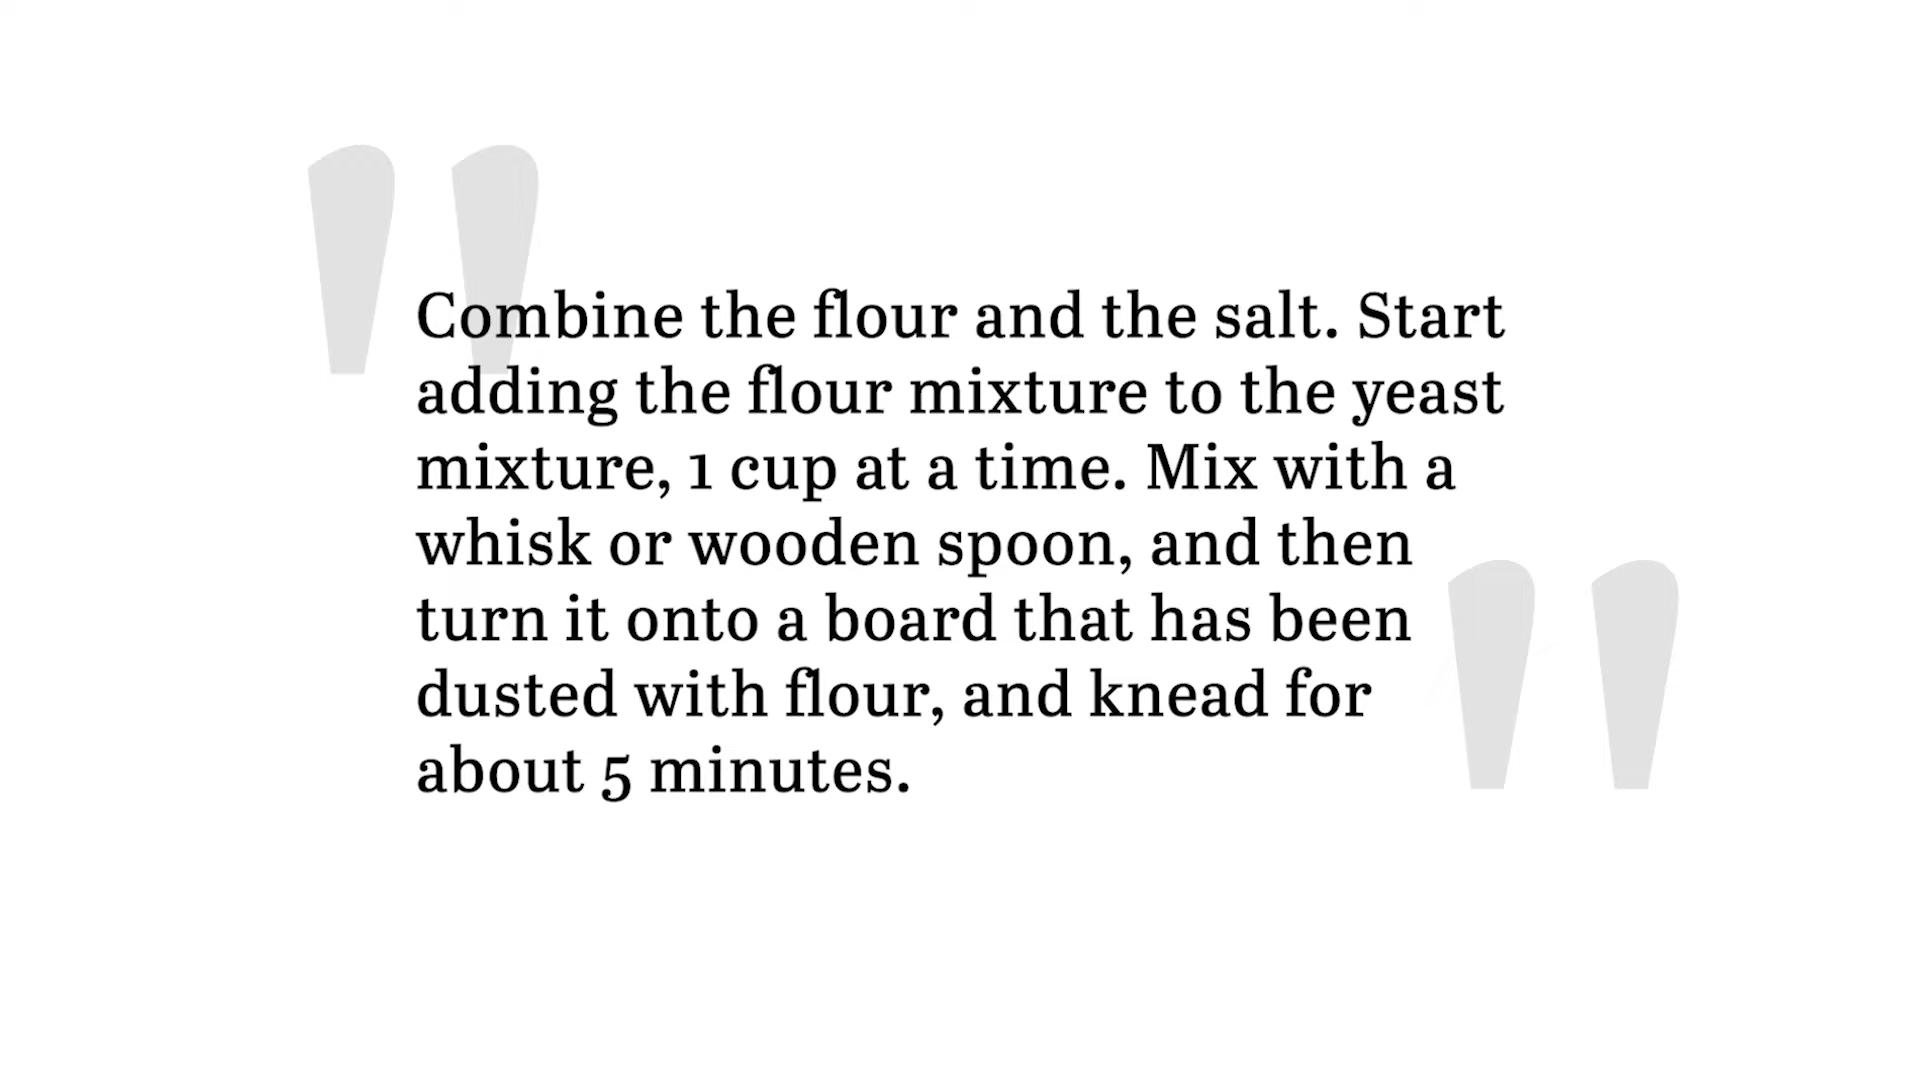 Combine the flour and the salt. Start
adding the flour mixture to the yeast
mixture, 1 cup at a time. Mix with a
whisk or wooden spoon, and then
turn it onto a board that has been
dusted with flour, and knead for
about 5 minutes.